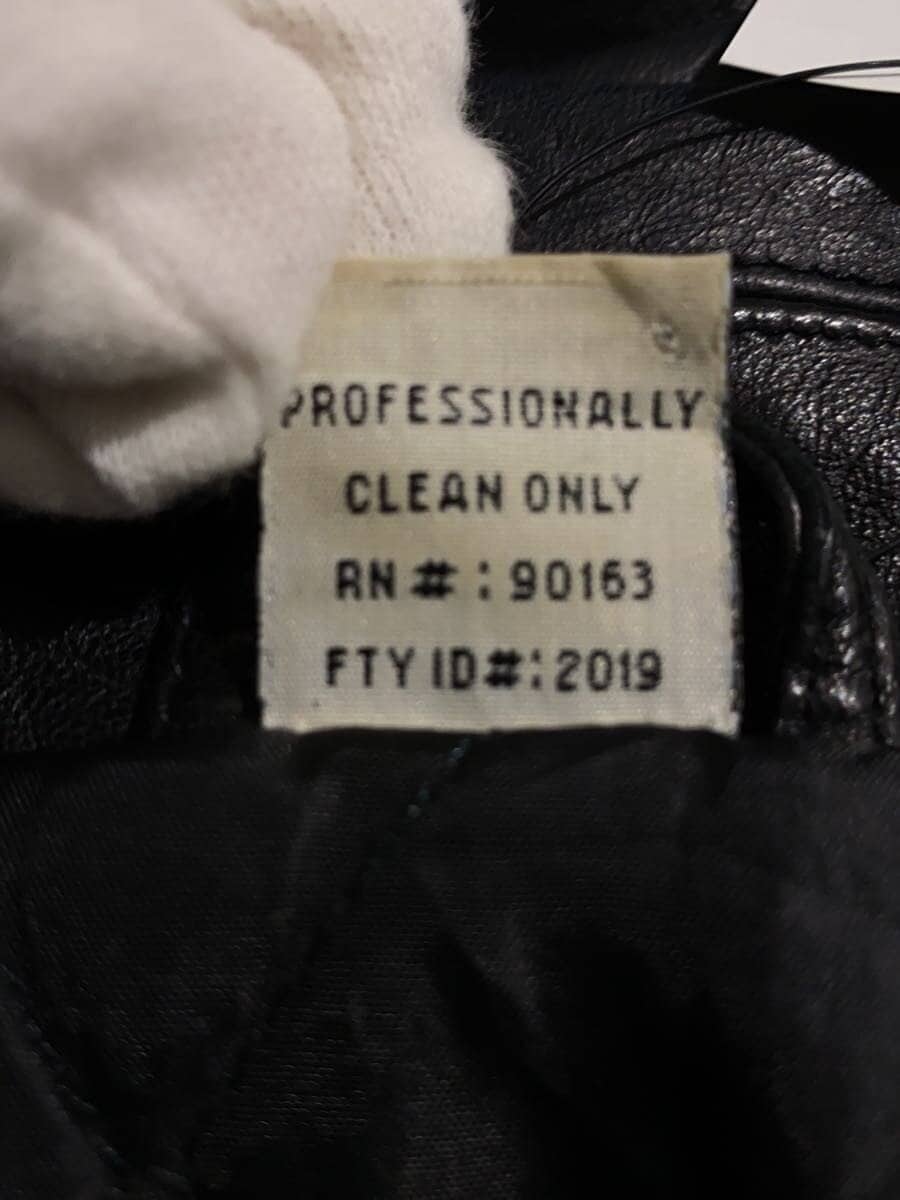 PROFESSIONALLY
CLEAN ONLY
RN #: 90163
FTY ID#: 2019